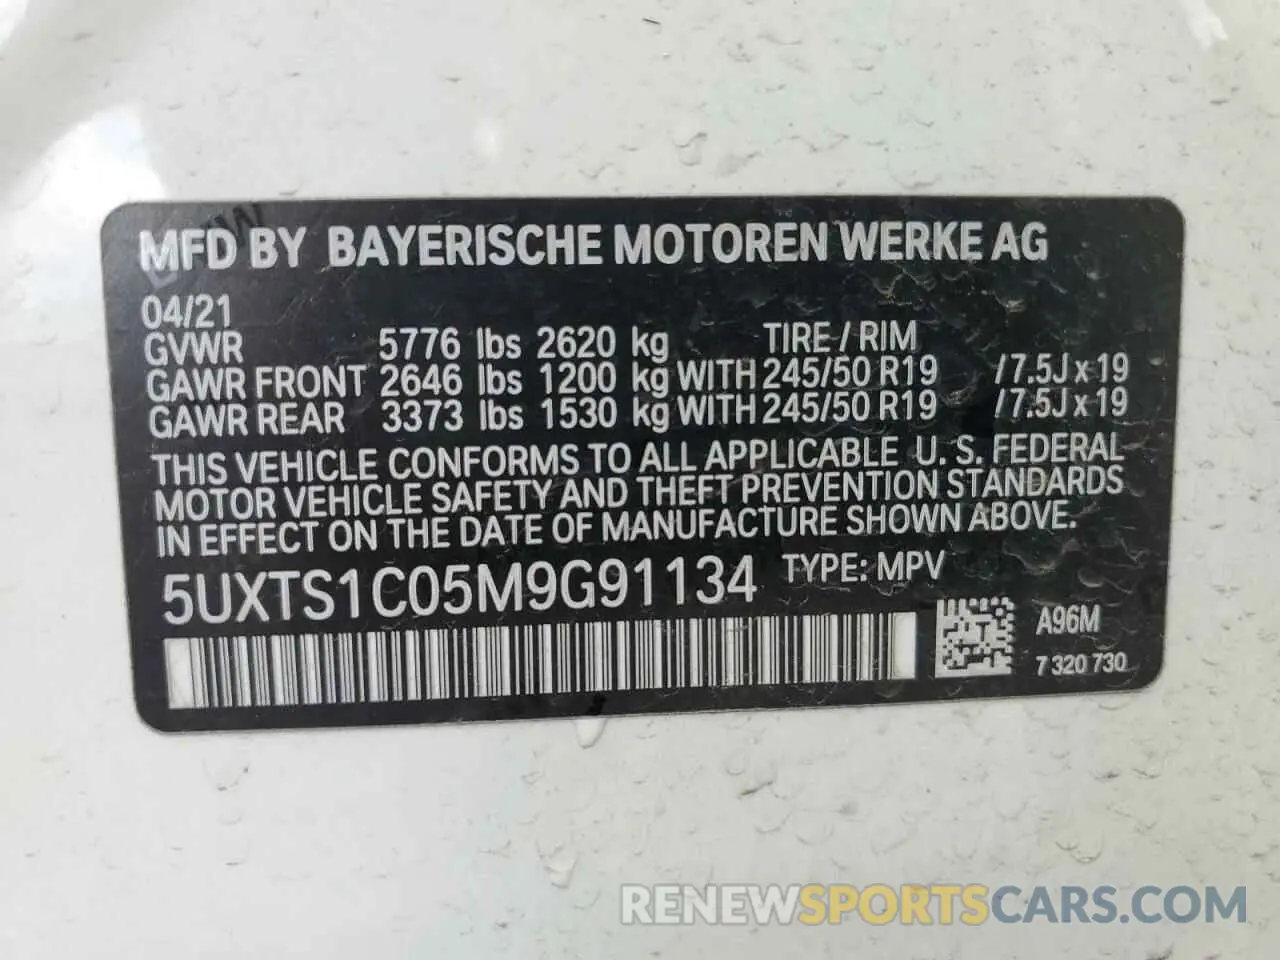 MFD BY BAYERISCHE MOTOREN WERKE AG
04/21
GVWR 5776 lbs 2620 kg TIRE / RIM
GAWR FRONT 2646 lbs 1200 kg WITH 245/50 R19 / 7.5J x 19
GAWR REAR 3373 lbs 1530 kg WITH 245/50 R19 / 7.5J x 19
THIS VEHICLE CONFORMS TO ALL APPLICABLE U. S. FEDERAL
MOTOR VEHICLE SAFETY AND THEFT PREVENTION STANDARDS
IN EFFECT ON THE DATE OF MANUFACTURE SHOWN ABOVE.
5UXTS1C05M9G91134 TYPE: MPV
A96M
7 320 730
RENEWSPORTSCARS.COM